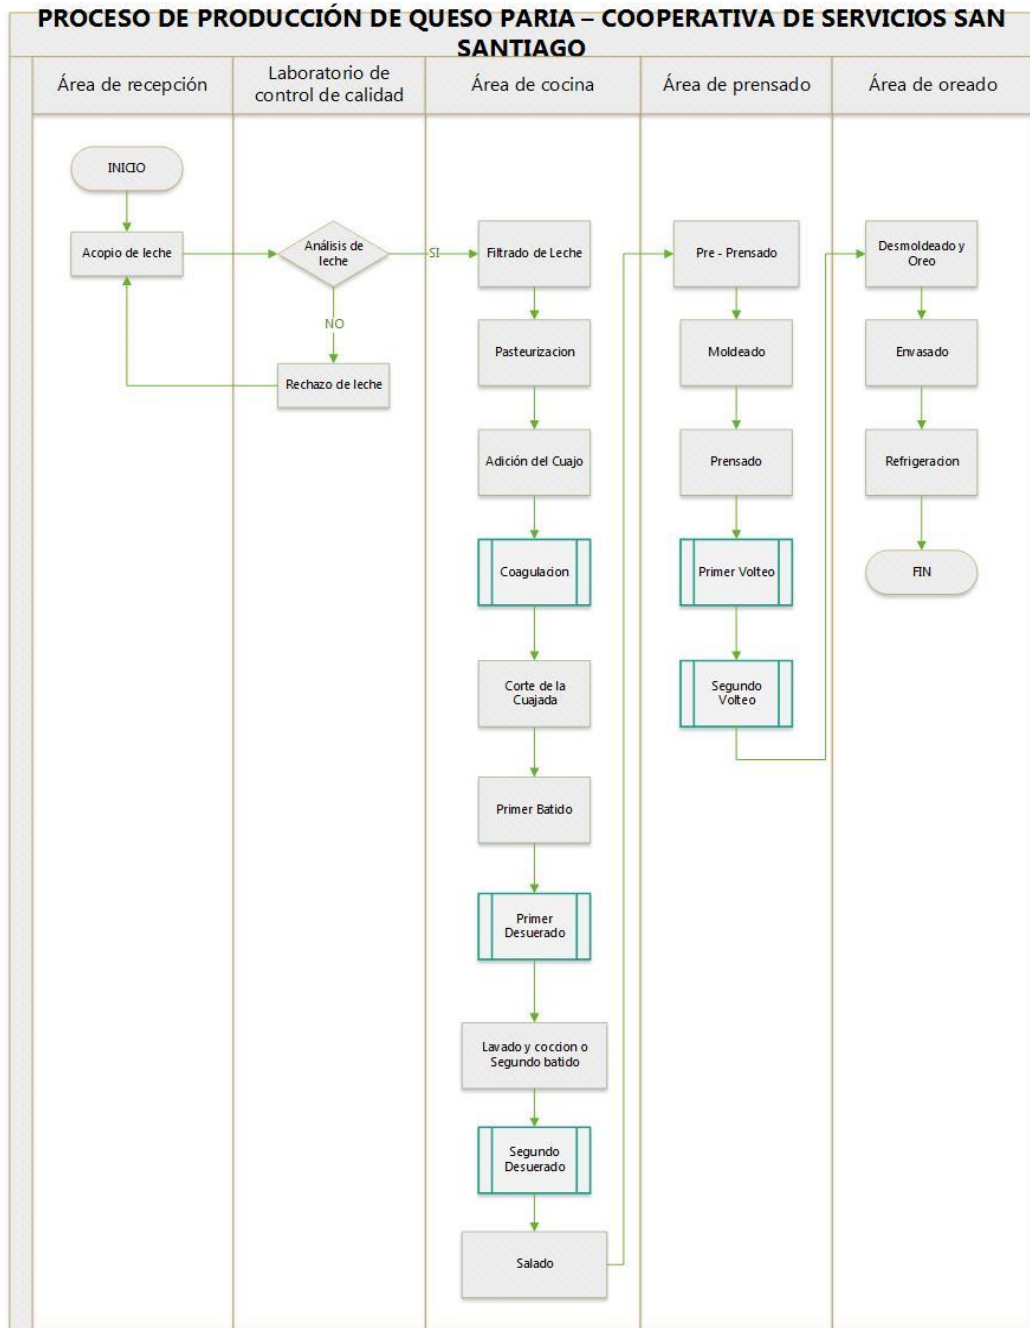 PROCESO DE PRODUCCIÓN DE QUESO PARIA – COOPERATIVA DE SERVICIOS SAN
SANTIAGO
Área de recepción
Laboratorio de
control de calidad
Área de cocina
Área de prensado
Área de oreado
INICIO
Acopio de leche
Análisis de
leche
SI
NO
Rechazo de leche
Filtrado de Leche
Pasteurizacion
Adición del Cuajo
Coagulacion
Corte de la
Cuajada
Primer Batido
Primer
Desuerado
Lavado y coccion o
Segundo batido
Segundo
Desuerado
Salado
Pre - Prensado
Moldeado
Prensado
Primer Volteo
Segundo
Volteo
Desmoldeado y
Oreo
Envasado
Refrigeracion
FIN